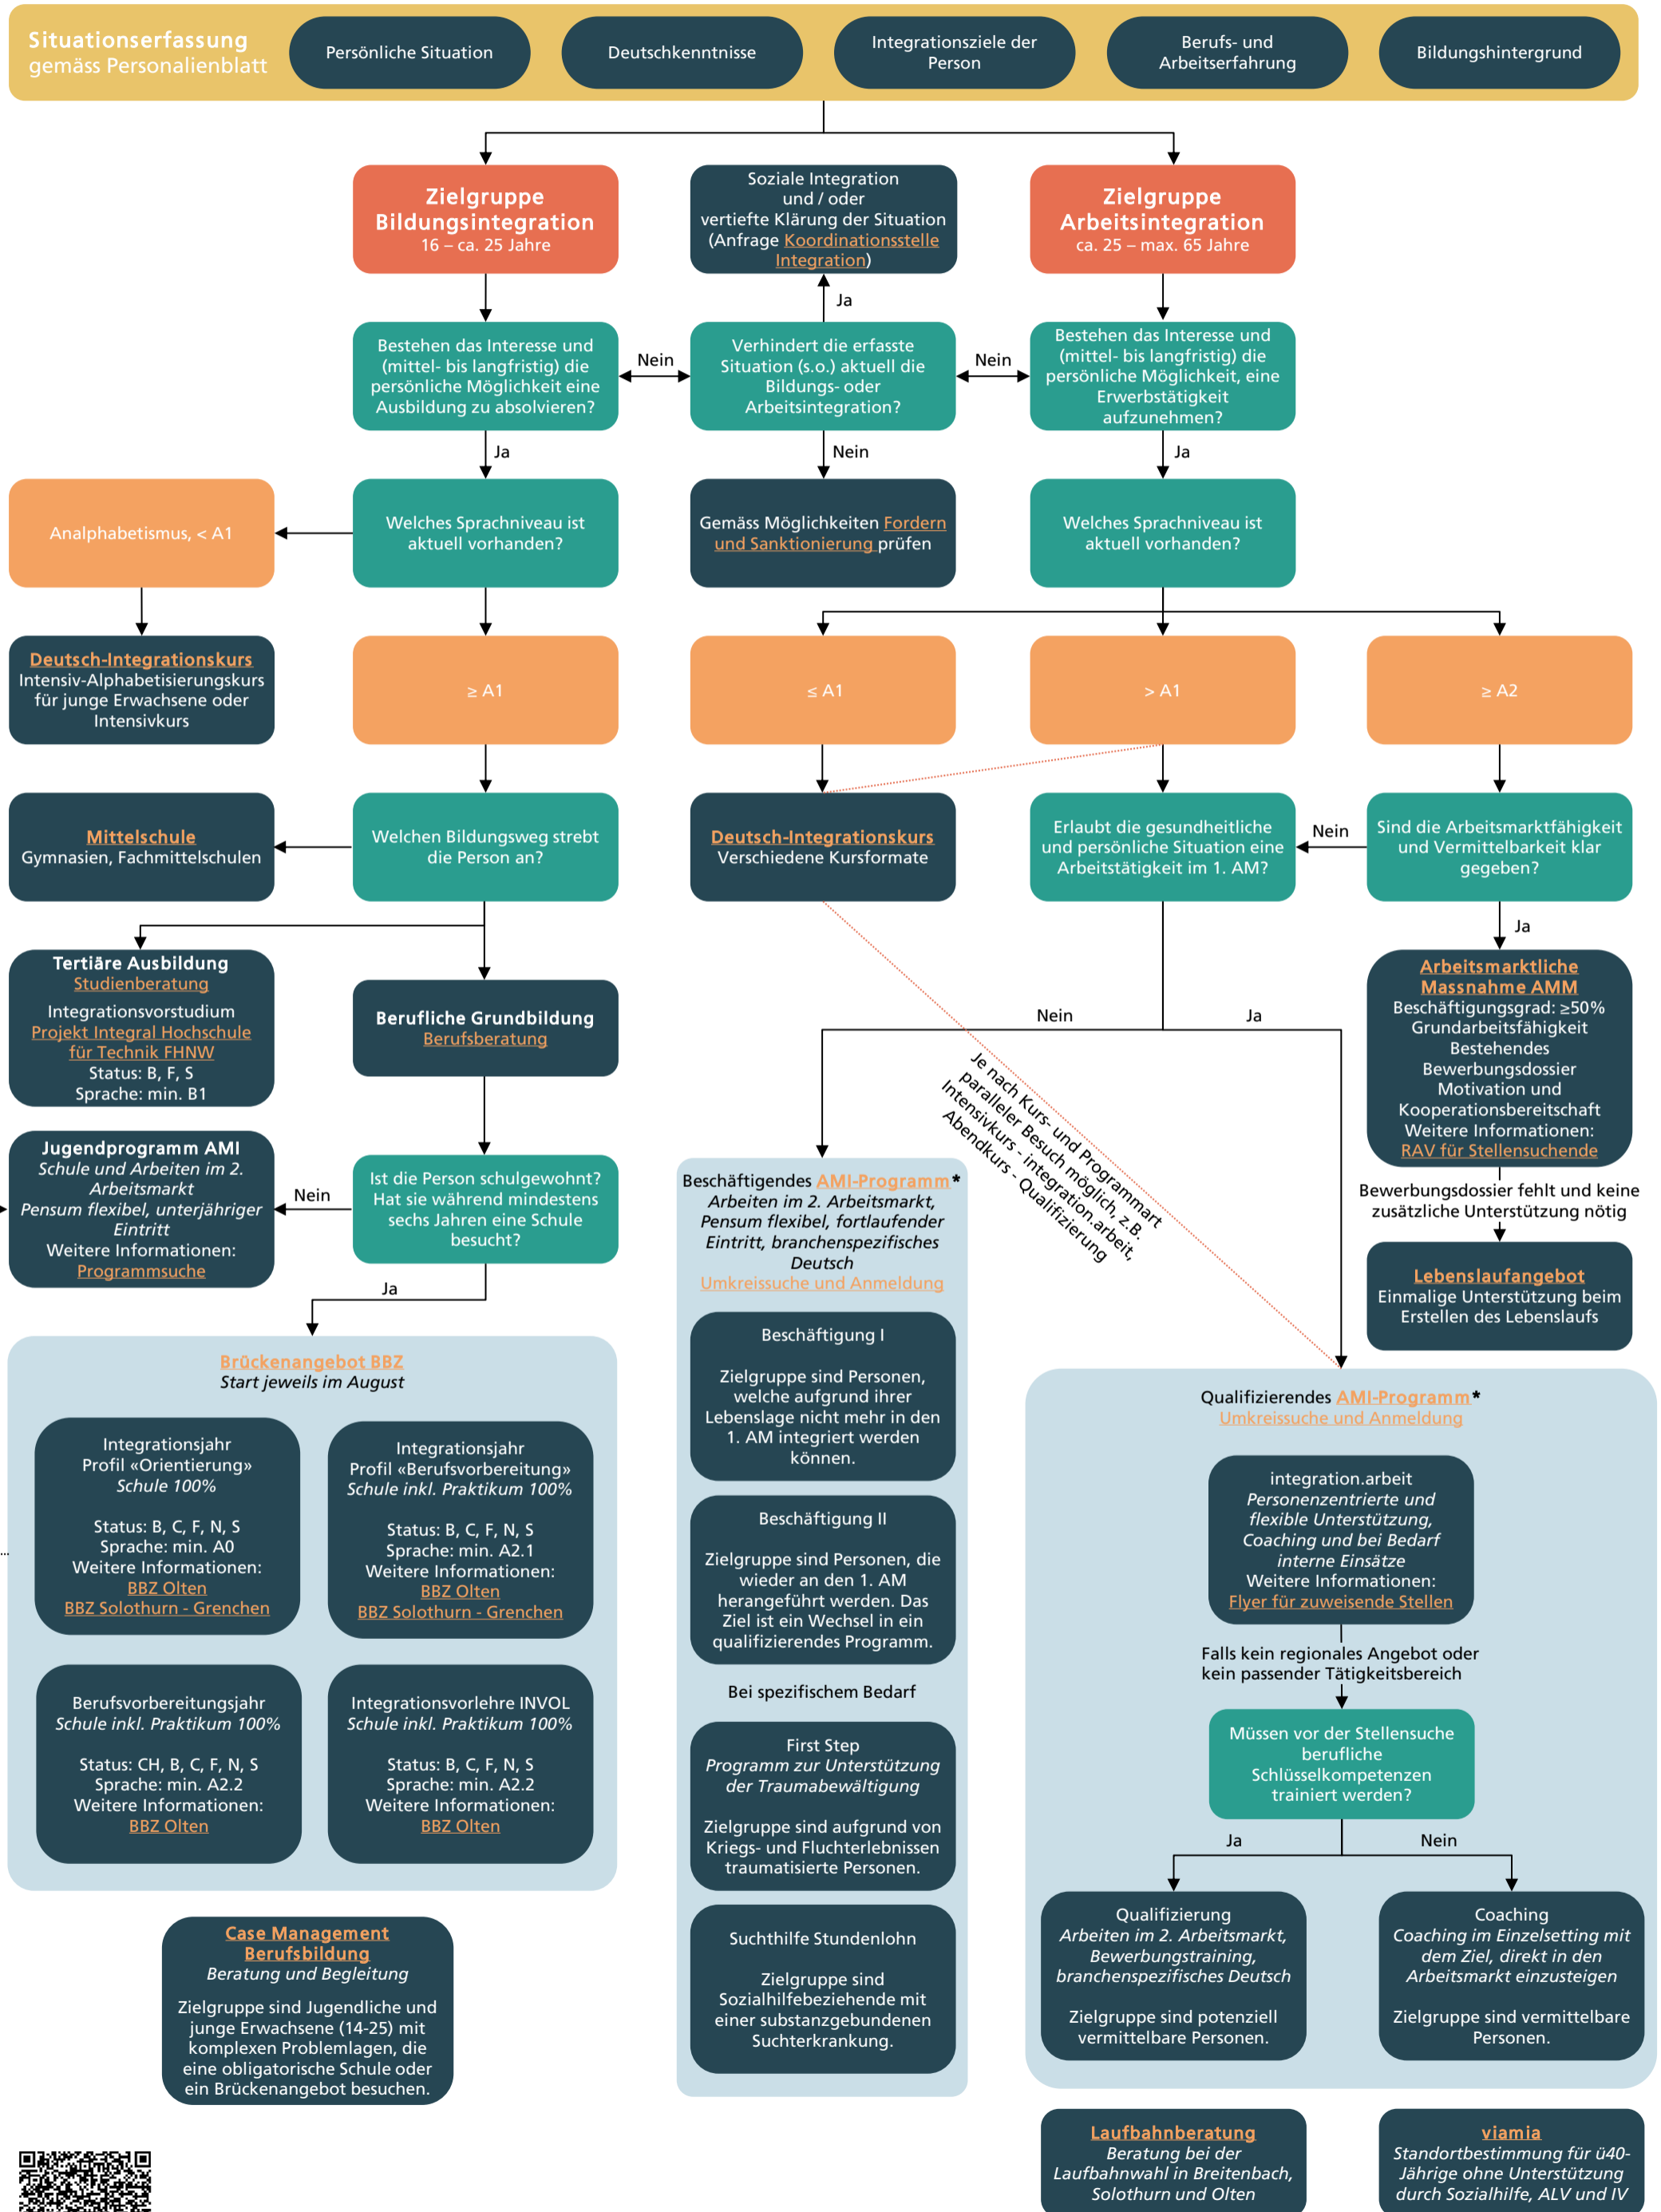 Situationserfassung
gemäss Personalienblatt
Persönliche Situation
Deutschkenntnisse
Integrationsziele der
Person
Berufs- und
Arbeitserfahrung
Bildungshintergrund
Zielgruppe
Bildungsintegration
16 – ca. 25 Jahre
Soziale Integration
und / oder
vertiefte Klärung der Situation
(Anfrage Koordinationsstelle
Integration)
Zielgruppe
Arbeitsintegration
ca. 25 – max. 65 Jahre
Ja
Bestehen das Interesse und
(mittel- bis langfristig) die
persönliche Möglichkeit eine
Ausbildung zu absolvieren?
Nein
Verhindert die erfasste
Situation (s.o.) aktuell die
Bildungs- oder
Arbeitsintegration?
Nein
Bestehen das Interesse und
(mittel- bis langfristig) die
persönliche Möglichkeit, eine
Erwerbstätigkeit
aufzunehmen?
Ja
Nein
Ja
Analphabetismus, < A1
Welches Sprachniveau ist
aktuell vorhanden?
Gemäss Möglichkeiten Fordern
und Sanktionierung prüfen
Welches Sprachniveau ist
aktuell vorhanden?
Deutsch-Integrationskurs
Intensiv-Alphabetisierungskurs
für junge Erwachsene oder
Intensivkurs
≥ A1
≤ A1
> A1
≥ A2
Mittelschule
Gymnasien, Fachmittelschulen
Welchen Bildungsweg strebt
die Person an?
Deutsch-Integrationskurs
Verschiedene Kursformate
Erlaubt die gesundheitliche
und persönliche Situation eine
Arbeitstätigkeit im 1. AM?
Nein
Sind die Arbeitsmarktfähigkeit
und Vermittelbarkeit klar
gegeben?
Ja
Tertiäre Ausbildung
Studienberatung
Integrationsvorstudium
Projekt Integral Hochschule
für Technik FHNW
Status: B, F, S
Sprache: min. B1
Berufliche Grundbildung
Berufsberatung
Nein
Ja
Arbeitsmarktliche
Massnahme AMM
Beschäftigungsgrad: ≥50%
Grundarbeitsfähigkeit
Bestehendes
Bewerbungsdossier
Motivation und
Kooperationsbereitschaft
Weitere Informationen:
RAV für Stellensuchende
Je nach Kurs- und Programmart
paralleler Besuch möglich, z.B.
Intensivkurs - integration.arbeit,
Abendkurs - Qualifizierung
Jugendprogramm AMI
Schule und Arbeiten im 2.
Arbeitsmarkt
Pensum flexibel, unterjähriger
Eintritt
Weitere Informationen:
Programmsuche
Nein
Ist die Person schulgewohnt?
Hat sie während mindestens
sechs Jahren eine Schule
besucht?
Ja
Beschäftigendes AMI-Programm*
Arbeiten im 2. Arbeitsmarkt,
Pensum flexibel, fortlaufender
Eintritt, branchenspezifisches
Deutsch
Umkreissuche und Anmeldung
Bewerbungsdossier fehlt und keine
zusätzliche Unterstützung nötig
Lebenslaufangebot
Einmalige Unterstützung beim
Erstellen des Lebenslaufs
Brückenangebot BBZ
Start jeweils im August
Integrationsjahr
Profil «Orientierung»
Schule 100%
Status: B, C, F, N, S
Sprache: min. A0
Weitere Informationen:
BBZ Olten
BBZ Solothurn - Grenchen
Integrationsjahr
Profil «Berufsvorbereitung»
Schule inkl. Praktikum 100%
Status: B, C, F, N, S
Sprache: min. A2.1
Weitere Informationen:
BBZ Olten
BBZ Solothurn - Grenchen
...
Berufsvorbereitungsjahr
Schule inkl. Praktikum 100%
Status: CH, B, C, F, N, S
Sprache: min. A2.2
Weitere Informationen:
BBZ Olten
Integrationsvorlehre INVOL
Schule inkl. Praktikum 100%
Status: B, C, F, N, S
Sprache: min. A2.2
Weitere Informationen:
BBZ Olten
Case Management
Berufsbildung
Beratung und Begleitung
Zielgruppe sind Jugendliche und
junge Erwachsene (14-25) mit
komplexen Problemlagen, die
eine obligatorische Schule oder
ein Brückenangebot besuchen.
Beschäftigung I
Zielgruppe sind Personen,
welche aufgrund ihrer
Lebenslage nicht mehr in den
1. AM integriert werden
können.
Beschäftigung II
Zielgruppe sind Personen, die
wieder an den 1. AM
herangeführt werden. Das
Ziel ist ein Wechsel in ein
qualifizierendes Programm.
Bei spezifischem Bedarf
First Step
Programm zur Unterstützung
der Traumabewältigung
Zielgruppe sind aufgrund von
Kriegs- und Fluchterlebnissen
traumatisierte Personen.
Suchthilfe Stundenlohn
Zielgruppe sind
Sozialhilfebeziehende mit
einer substanzgebundenen
Suchterkrankung.
Qualifizierendes AMI-Programm*
Umkreissuche und Anmeldung
integration.arbeit
Personenzentrierte und
flexible Unterstützung,
Coaching und bei Bedarf
interne Einsätze
Weitere Informationen:
Flyer für zuweisende Stellen
Falls kein regionales Angebot oder
kein passender Tätigkeitsbereich
Müssen vor der Stellensuche
berufliche
Schlüsselkompetenzen
trainiert werden?
Ja
Nein
Qualifizierung
Arbeiten im 2. Arbeitsmarkt,
Bewerbungstraining,
branchenspezifisches Deutsch
Zielgruppe sind potenziell
vermittelbare Personen.
Coaching
Coaching im Einzelsetting mit
dem Ziel, direkt in den
Arbeitsmarkt einzusteigen
Zielgruppe sind vermittelbare
Personen.
Laufbahnberatung
Beratung bei der
Laufbahnwahl in Breitenbach,
Solothurn und Olten
viamia
Standortbestimmung für ü40-
Jährige ohne Unterstützung
durch Sozialhilfe, ALV und IV